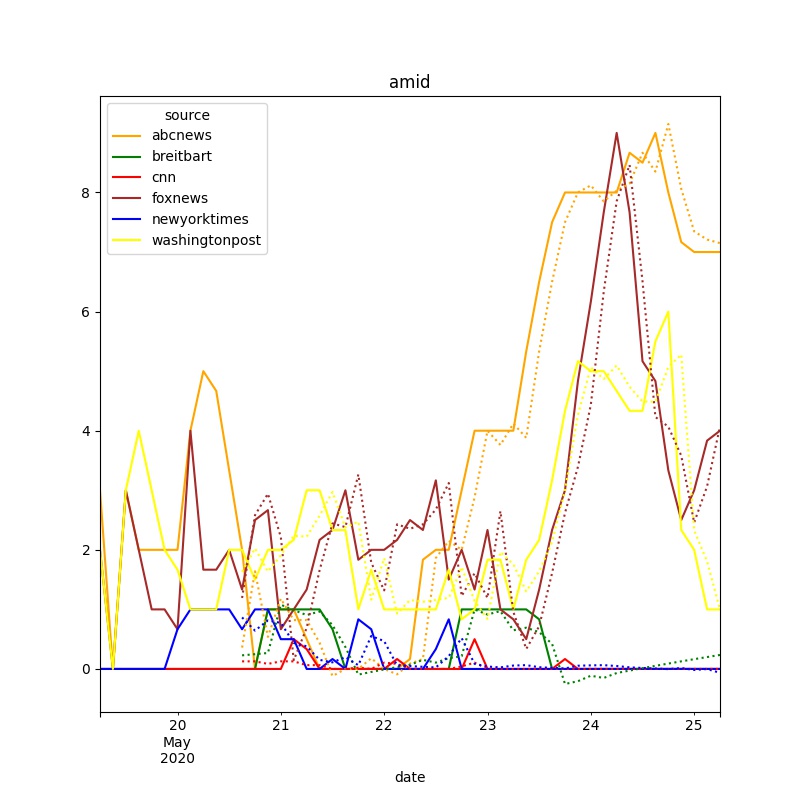 amid
source
abcnews
breitbart
cnn
foxnews
newyorktimes
washingtonpost
8
6
4
2
0
20 21 22 23 24 25
May
2020
date